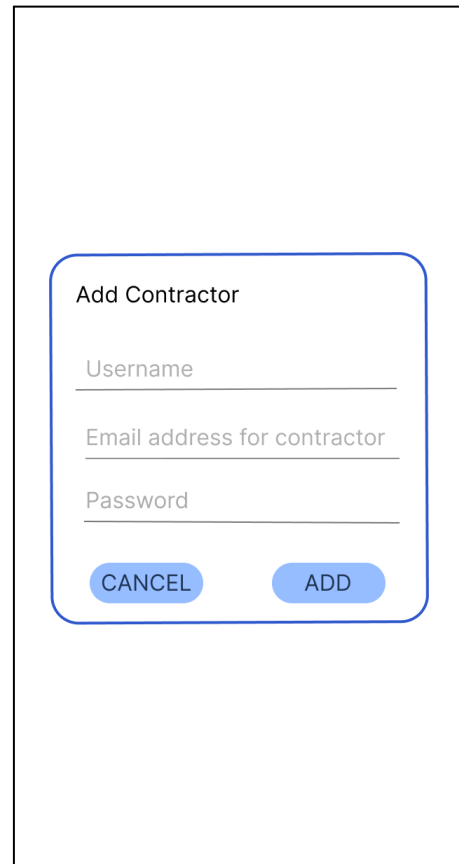 Add Contractor
Username
Email address for contractor
Password
CANCEL ADD